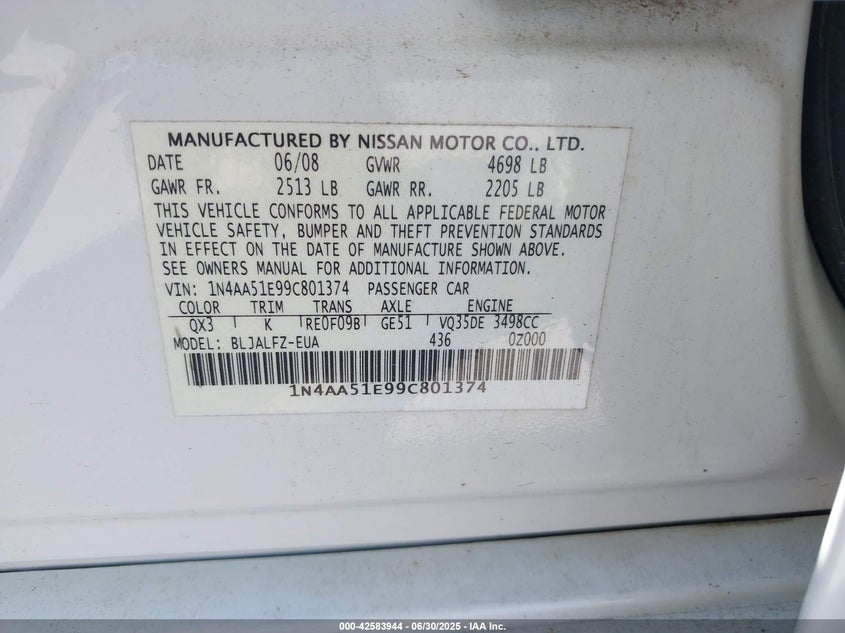 MANUFACTURED BY NISSAN MOTOR CO., LTD.
DATE 06/08 GVWR 4698 LB
GAWR FR. 2513 LB GAWR RR. 2205 LB
THIS VEHICLE CONFORMS TO ALL APPLICABLE FEDERAL MOTOR
VEHICLE SAFETY, BUMPER AND THEFT PREVENTION STANDARDS
IN EFFECT ON THE DATE OF MANUFACTURE SHOWN ABOVE.
SEE OWNERS MANUAL FOR ADDITIONAL INFORMATION.
VIN: 1N4AA51E99C801374 PASSENGER CAR
COLOR TRIM TRANS AXLE ENGINE
QX3 K RE0F09B GE51 VQ35DE 3498CC
MODEL: BLJALFZ-EUA 436 0Z000
1N4AA51E99C801374
000-42583944 - 06/30/2025 - IAA Inc.